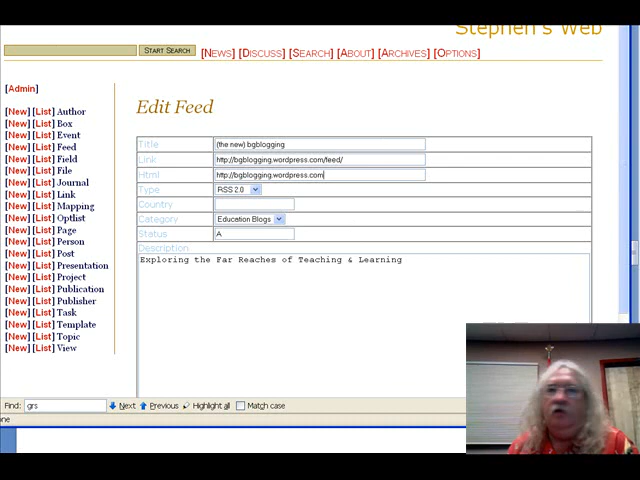 Stephen's Web
START SEARCH [NEWS] [DISCUSS] [SEARCH] [ABOUT] [ARCHIVES] [OPTIONS]
[Admin]
[New] [List] Author
[New] [List] Box
[New] [List] Event
[New] [List] Feed
[New] [List] Field
[New] [List] File
[New] [List] Journal
[New] [List] Link
[New] [List] Mapping
[New] [List] Optlist
[New] [List] Page
[New] [List] Person
[New] [List] Post
[New] [List] Presentation
[New] [List] Project
[New] [List] Publication
[New] [List] Publisher
[New] [List] Task
[New] [List] Template
[New] [List] Topic
[New] [List] View
Edit Feed
Title (the new) bgblogging
Link http://bgblogging.wordpress.com/feed/
Html http://bgblogging.wordpress.com
Type RSS 2.0
Country
Category Education Blogs
Status A
Description
Exploring the Far Reaches of Teaching & Learning
Find: grs Next Previous Highlight all Match case
one